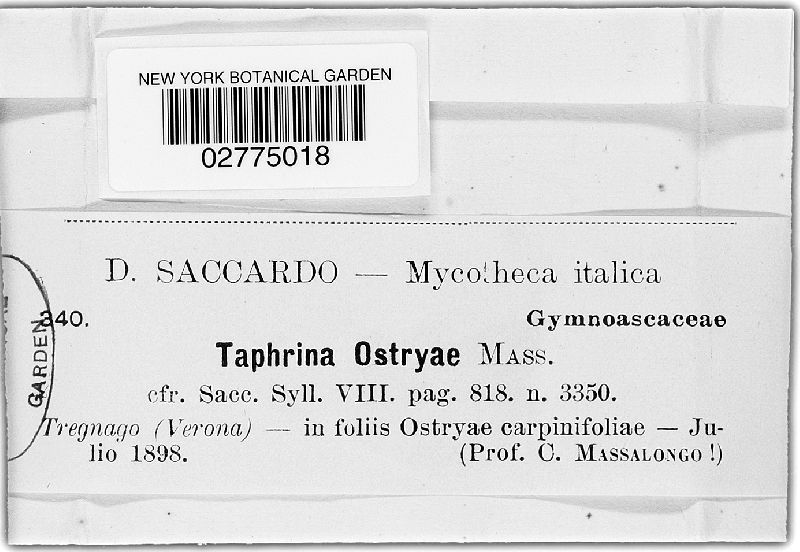 NEW YORK BOTANICAL GARDEN
02775018
D. SACCARDO — Mycotheca italica
340.
Gymnoascaceae
Taphrina Ostryae MASS.
cfr. Sacc. Syll. VIII. pag. 818. n. 3350.
Tregnago (Verona) — in foliis Ostryae carpinifoliae — Ju-
lio 1898. (Prof. C. MASSALONGO!)
GARDEN